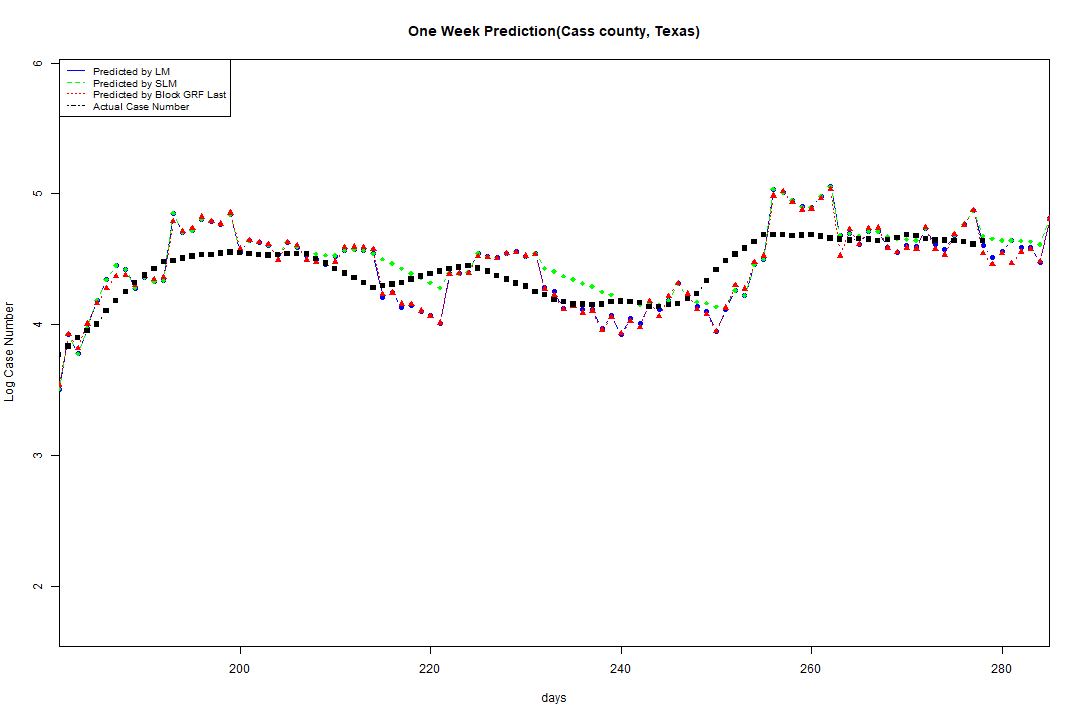 One Week Prediction(Cass county, Texas)
Predicted by LM
Predicted by SLM
Predicted by Block GRF Last
Actual Case Number
6
5
4
3
2
Log Case Number
200
220
240
260
280
days